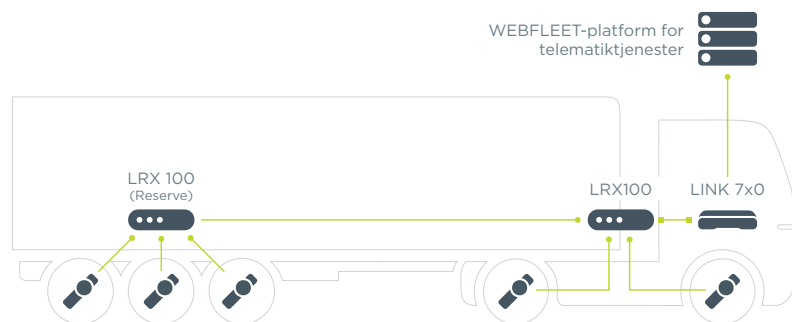 WEBFLEET-platform for
telematiktjenester
LRX 100
(Reserve)
LRX100
LINK 7x0